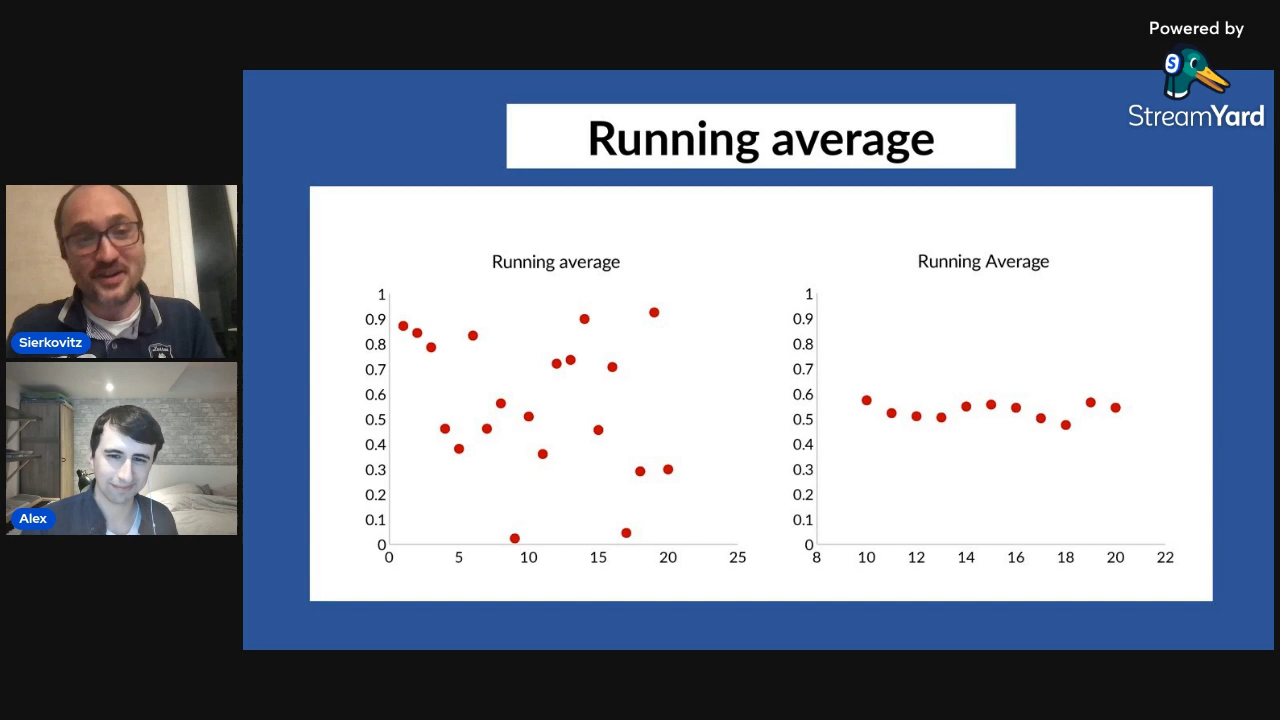 Powered by
StreamYard
Running average
Running average
1
0.9
0.8
0.7
0.6
0.5
0.4
0.3
0.2
0.1
0
0 5 10 15 20 25
Running Average
1
0.9
0.8
0.7
0.6
0.5
0.4
0.3
0.2
0.1
0
8 10 12 14 16 18 20 22
Sierkovitz
Alex